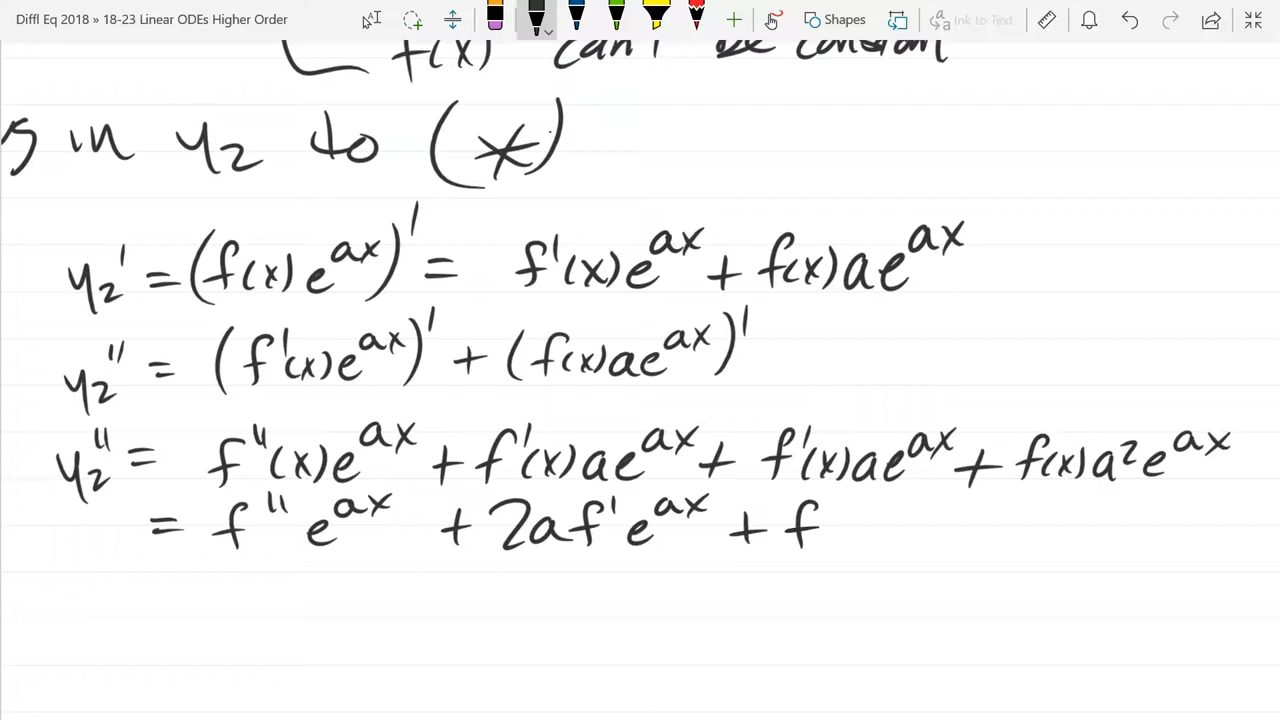 Diffl Eq 2018 » 18-23 Linear ODEs Higher Order
Shapes
Ink to Text
f(x) can't be constant
s in y₂ to (*)
y₂' = (f(x) e^{ax})' = f'(x)e^{ax} + f(x)ae^{ax}
y₂'' = (f'(x)e^{ax})' + (f(x)ae^{ax})'
y₂'' = f''(x)e^{ax} + f'(x)ae^{ax} + f'(x)ae^{ax} + f(x)a²e^{ax}
= f'' e^{ax} + 2af'e^{ax} + f